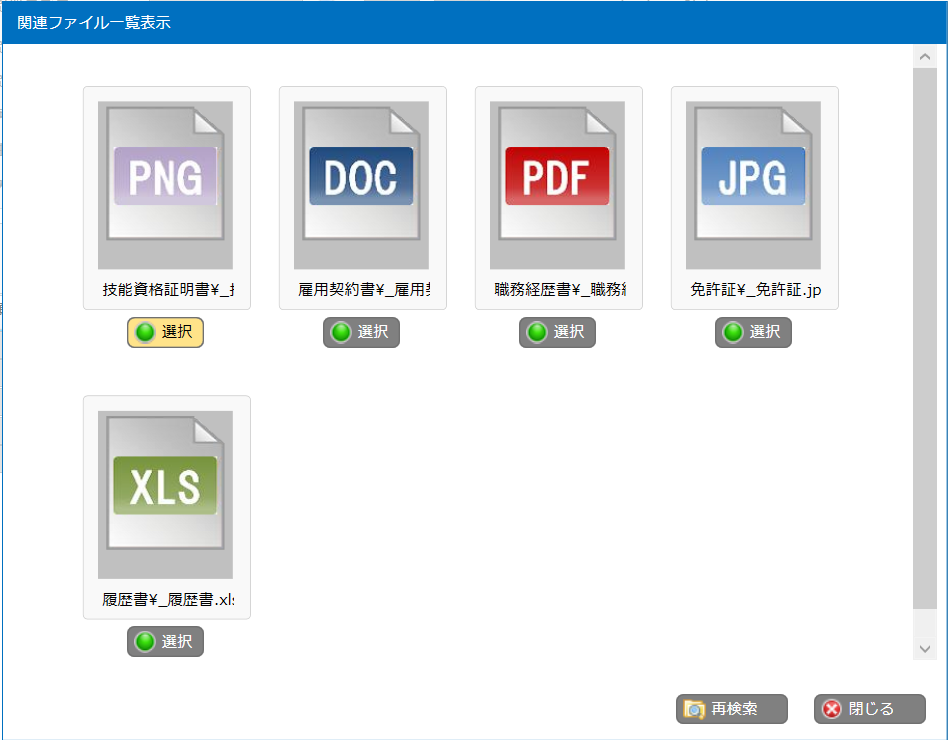 関連ファイル一覧表示
PNG
DOC
PDF
JPG
技能資格証明書¥_
雇用契約書¥_雇用
職務経歴書¥_職務
免許証¥_免許証.jp
選択
選択
選択
選択
XLS
履歴書¥_履歴書.xl
選択
再検索
閉じる